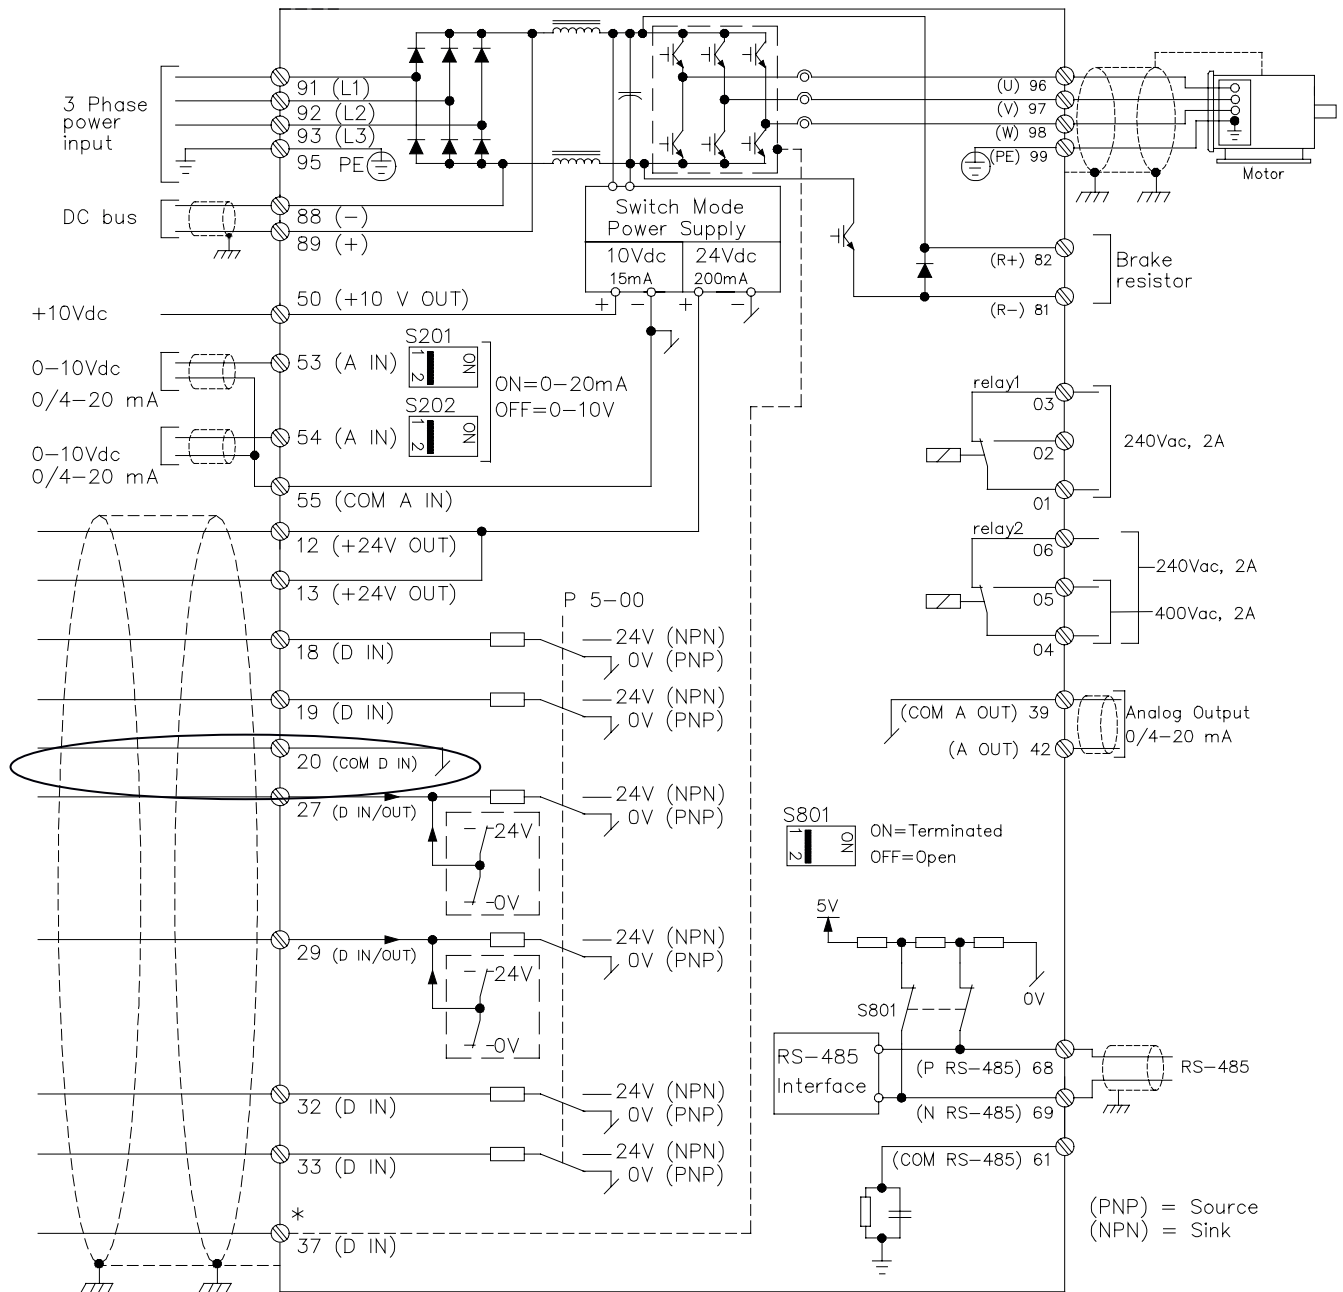 3 Phase
power
input
91 (L1)
92 (L2)
93 (L3)
95 PE
DC bus
88 (−)
89 (+)
+10Vdc
50 (+10 V OUT)
0−10Vdc
0/4−20 mA
53 (A IN)
S201
1 2
ON
0−10Vdc
0/4−20 mA
54 (A IN)
S202
1 2
ON
ON=0−20mA
OFF=0−10V
55 (COM A IN)
12 (+24V OUT)
13 (+24V OUT)
P 5-00
18 (D IN)
24V (NPN)
0V (PNP)
19 (D IN)
24V (NPN)
0V (PNP)
20 (COM D IN)
27 (D IN/OUT)
24V (NPN)
0V (PNP)
24V
0V
29 (D IN/OUT)
24V (NPN)
0V (PNP)
24V
0V
32 (D IN)
24V (NPN)
0V (PNP)
33 (D IN)
24V (NPN)
0V (PNP)
*
37 (D IN)
Switch Mode
Power Supply
10Vdc
15mA
24Vdc
200mA
+ − + −
(U) 96
(V) 97
(W) 98
(PE) 99
Motor
(R+) 82
(R−) 81
Brake
resistor
relay1
03
02
01
240Vac, 2A
relay2
06
05
04
240Vac, 2A
400Vac, 2A
(COM A OUT) 39
(A OUT) 42
Analog Output
0/4−20 mA
S801
1 2
ON
ON=Terminated
OFF=Open
5V
0V
S801
RS-485
Interface
(P RS-485) 68
(N RS-485) 69
(COM RS-485) 61
RS-485
(PNP) = Source
(NPN) = Sink